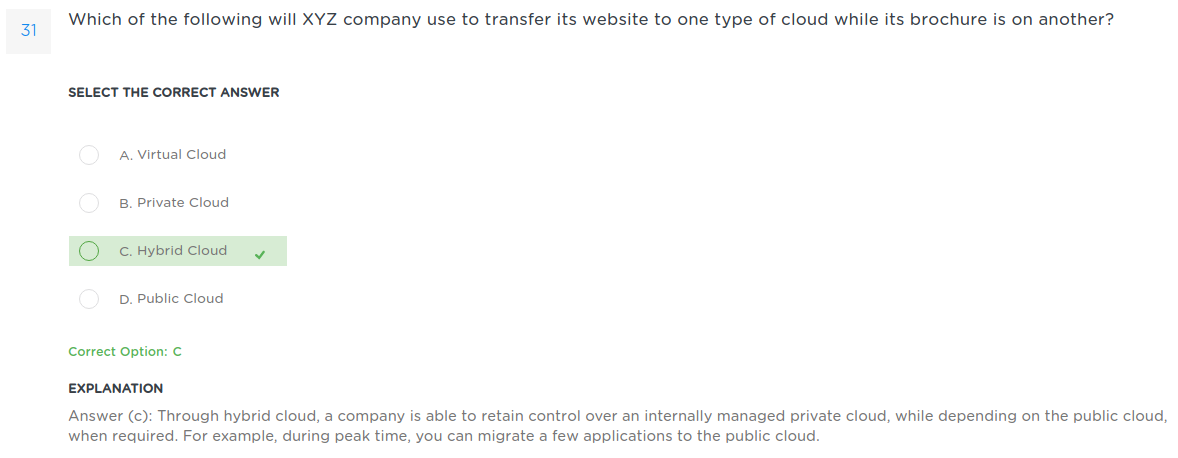 31
Which of the following will XYZ company use to transfer its website to one type of cloud while its brochure is on another?
SELECT THE CORRECT ANSWER
A. Virtual Cloud
B. Private Cloud
C. Hybrid Cloud
D. Public Cloud
Correct Option: C
EXPLANATION
Answer (c): Through hybrid cloud, a company is able to retain control over an internally managed private cloud, while depending on the public cloud,
when required. For example, during peak time, you can migrate a few applications to the public cloud.